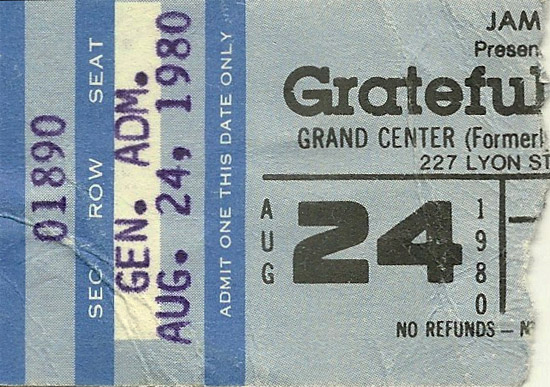 01890
SEC ROW SEAT
GEN. ADM.
AUG. 24, 1980
ADMIT ONE THIS DATE ONLY
JAM
Presen
Grateful
GRAND CENTER (Former
227 LYON ST
AUG 24 1980
NO REFUNDS – N